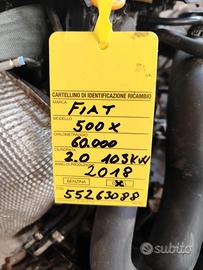 CARTELLINO DI IDENTIFICAZIONE RICAMBIO
MARCA
FIAT
MODELLO
500X
CHILOMETRAGGIO
60.000
CILINDRATA
2.0 103KW
ANNO DI PRODUZIONE
2018
BENZINA
55263088
subito